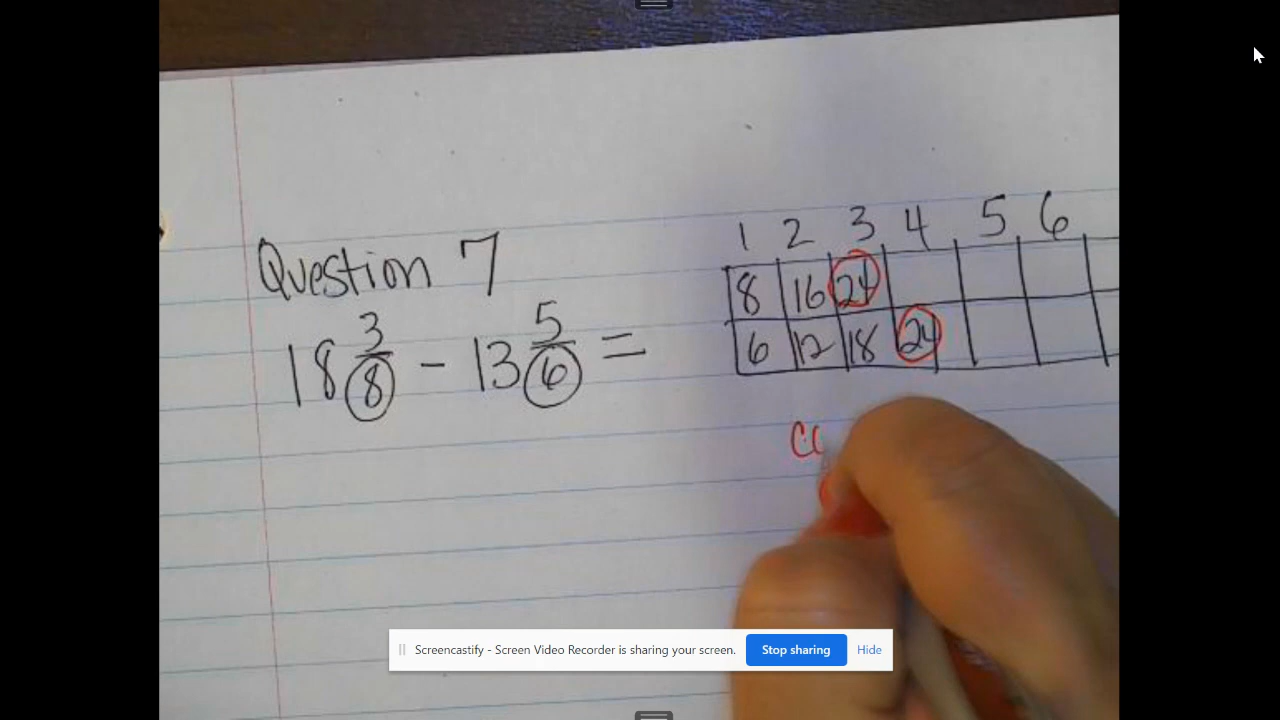 Question 7
18 3/8 - 13 5/6 =
1 2 3 4 5 6
8 16 24
6 12 18 24
Screencastify - Screen Video Recorder is sharing your screen. Stop sharing Hide